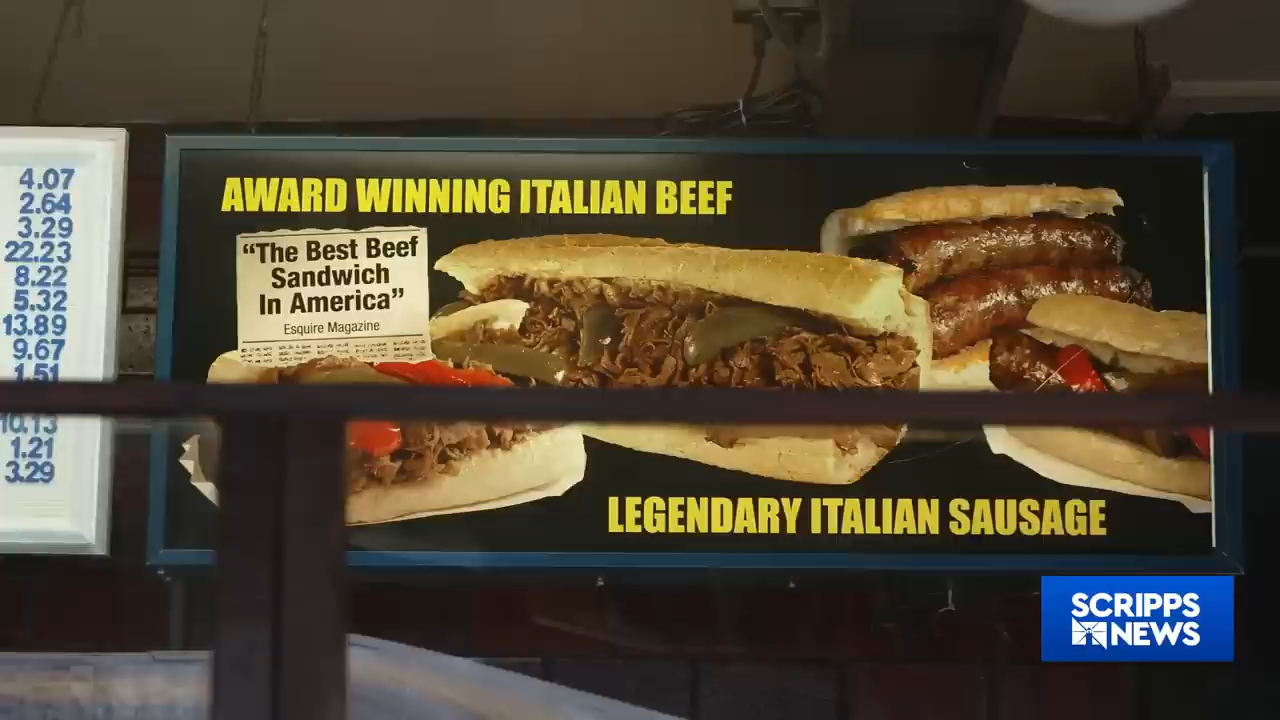 4.07
2.64
3.29
22.23
8.22
5.32
13.89
9.67
1.51
10.13
1.21
3.29
AWARD WINNING ITALIAN BEEF
“The Best Beef
Sandwich
In America”
Esquire Magazine
LEGENDARY ITALIAN SAUSAGE
SCRIPPS
NEWS